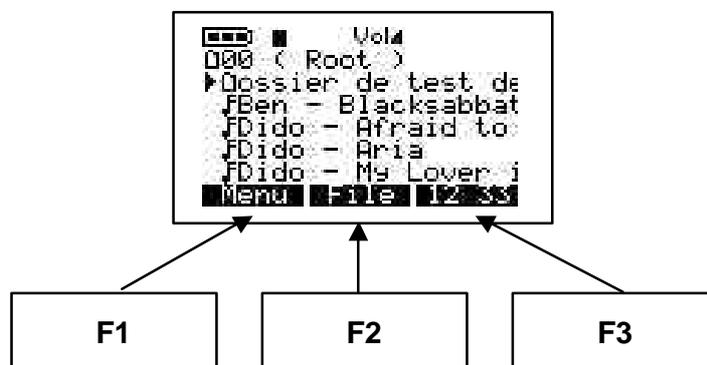 Vol
00 ( Root )
Dossier de test de
Ben - Blacksabbat
Dido - Afraid to
Dido - Aria
Dido - My Lover i
Menu File 12 33
F1 F2 F3